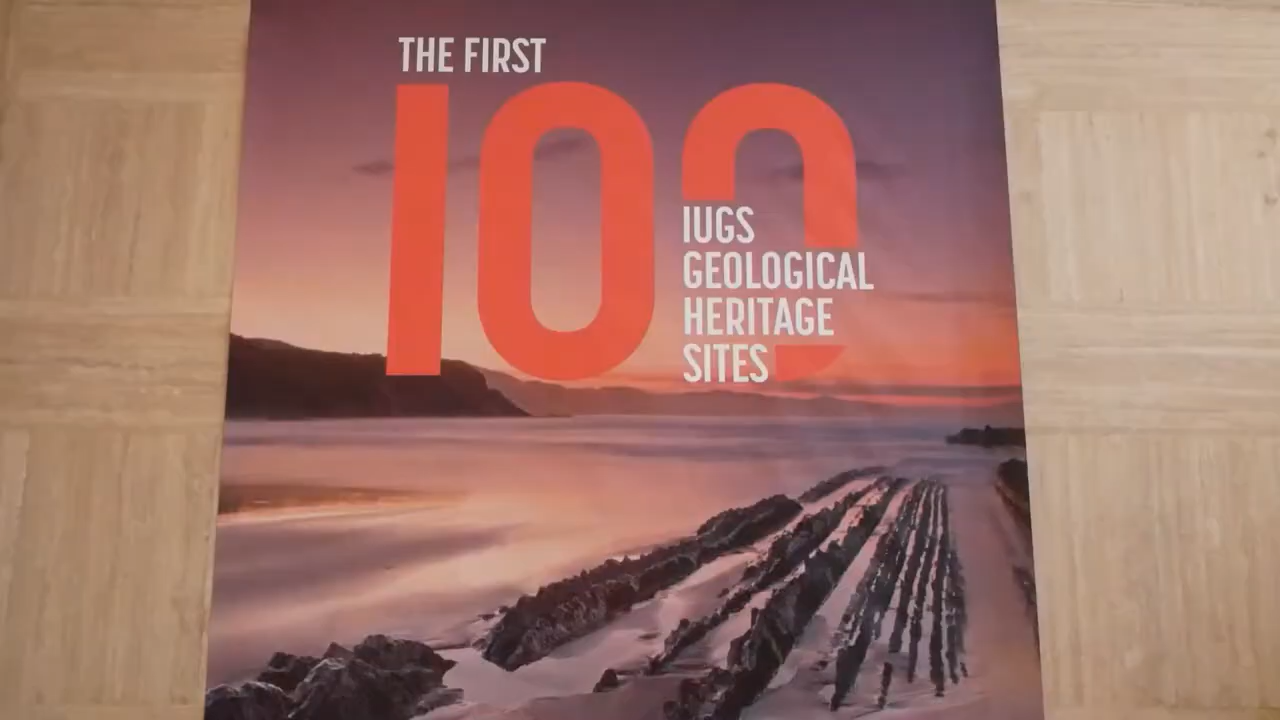 THE FIRST
100
IUGS
GEOLOGICAL
HERITAGE
SITES